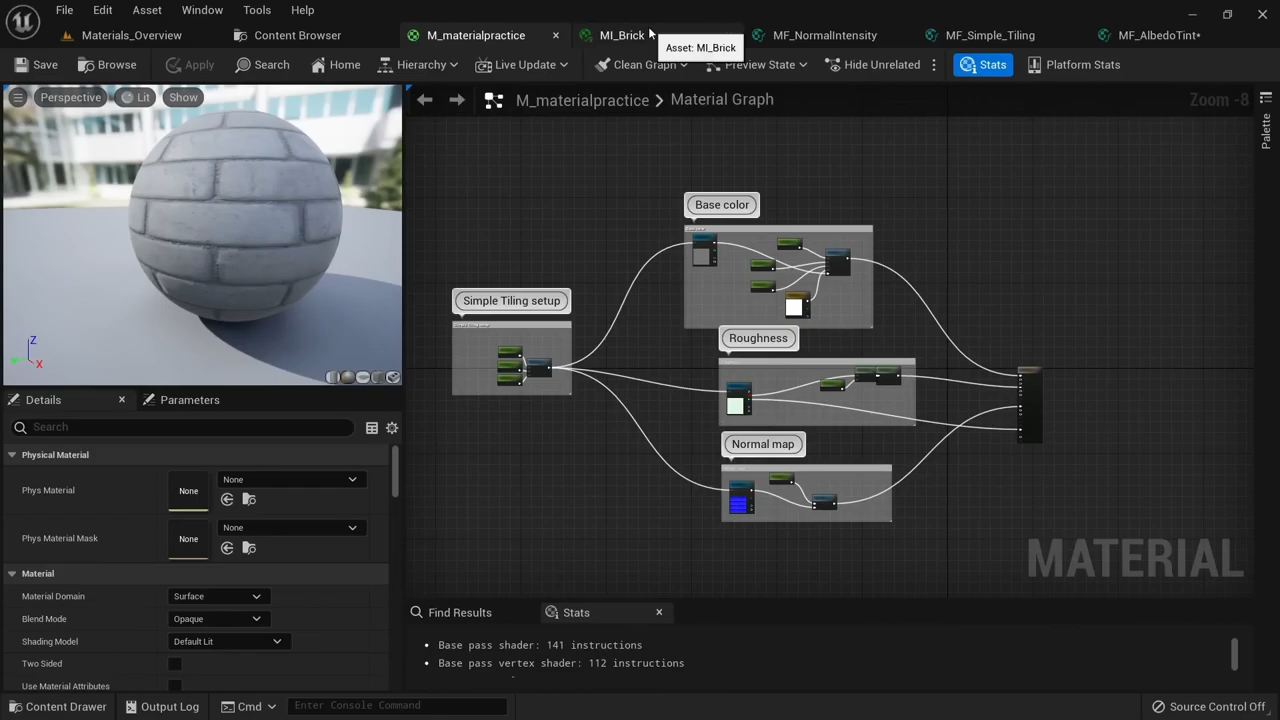 File Edit Asset Window Tools Help
Materials_Overview Content Browser M_materialpractice MI_Brick MF_NormalIntensity MF_Simple_Tiling MF_AlbedoTint*
Asset: MI_Brick
Save Browse Apply Search Home Hierarchy Live Update Clean Graph Preview State Hide Unrelated Stats Platform Stats
Perspective Lit Show
M_materialpractice > Material Graph Zoom -8
Palette
Base color
Simple Tiling setup
Roughness
Normal map
Z
X
MATERIAL
Details Parameters
Search
Physical Material
Phys Material None None
Phys Material Mask None None
Material
Material Domain Surface
Blend Mode Opaque
Shading Model Default Lit
Two Sided
Use Material Attributes
Find Results Stats
Base pass shader: 141 instructions
Base pass vertex shader: 112 instructions
Content Drawer Output Log Cmd Enter Console Command Source Control Off